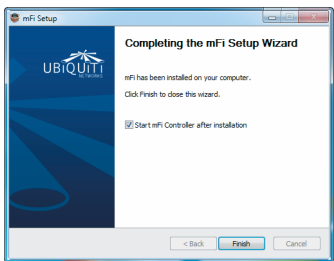 mFi Setup
Completing the mFi Setup Wizard
UBIQUITI
NETWORKS
mFi has been installed on your computer.
Click Finish to close this wizard.
Start mFi Controller after installation
< Back
Finish
Cancel